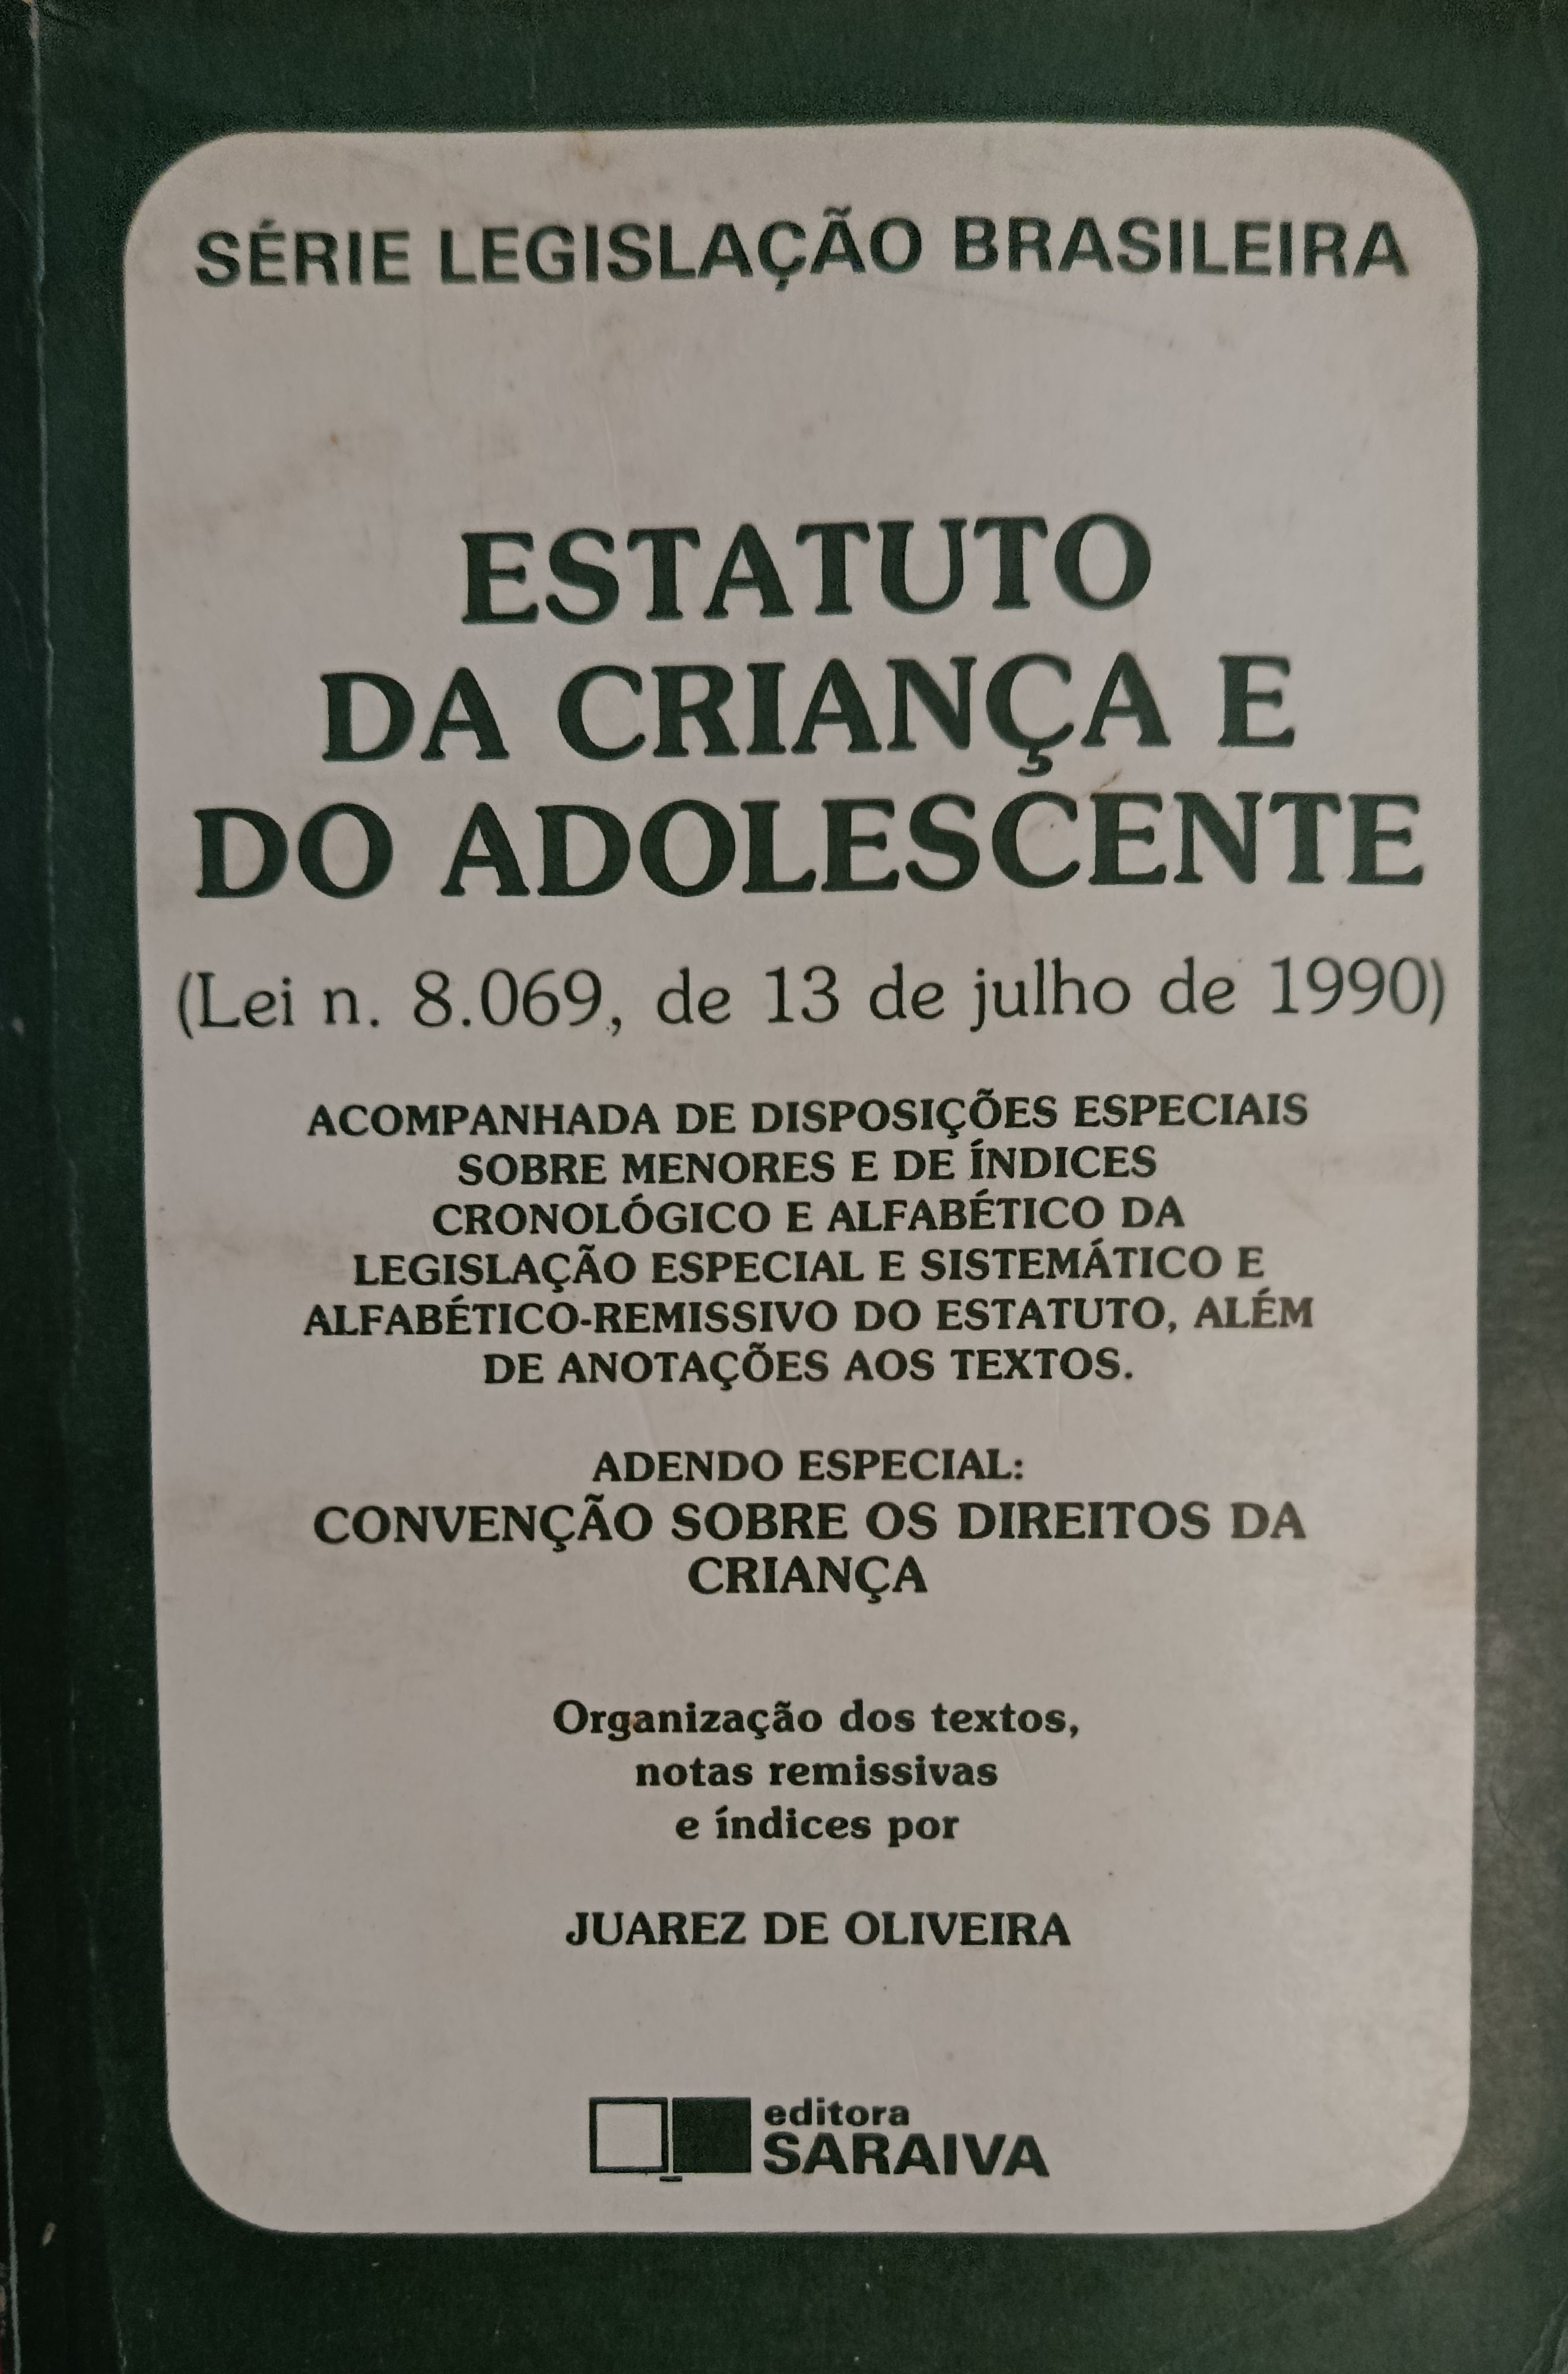 SÉRIE LEGISLAÇÃO BRASILEIRA
ESTATUTO
DA CRIANÇA E
DO ADOLESCENTE
(Lei n. 8.069, de 13 de julho de 1990)
ACOMPANHADA DE DISPOSIÇÕES ESPECIAIS
SOBRE MENORES E DE ÍNDICES
CRONOLÓGICO E ALFABÉTICO DA
LEGISLAÇÃO ESPECIAL E SISTEMÁTICO E
ALFABÉTICO-REMISSIVO DO ESTATUTO, ALÉM
DE ANOTAÇÕES AOS TEXTOS.
ADENDO ESPECIAL:
CONVENÇÃO SOBRE OS DIREITOS DA
CRIANÇA
Organização dos textos,
notas remissivas
e índices por
JUAREZ DE OLIVEIRA
editora
SARAIVA